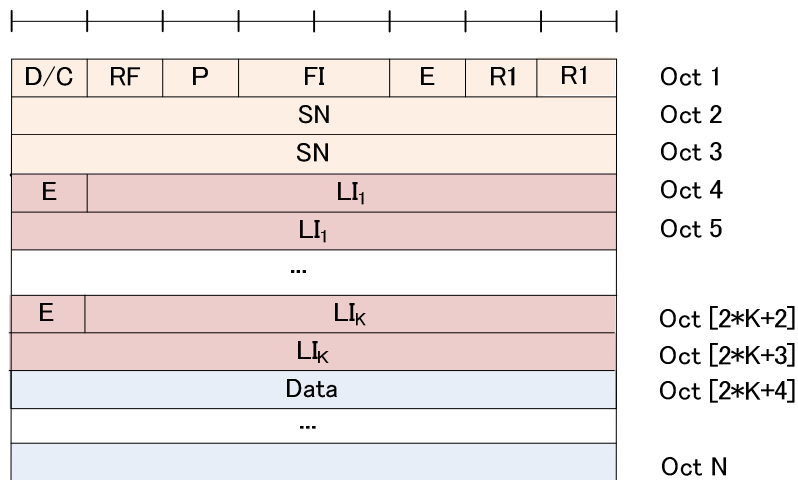 D/C RF P FI E R1 R1 Oct 1
SN Oct 2
SN Oct 3
E LI₁ Oct 4
LI₁ Oct 5
...
E LIK Oct [2*K+2]
LIK Oct [2*K+3]
Data Oct [2*K+4]
...
Oct N